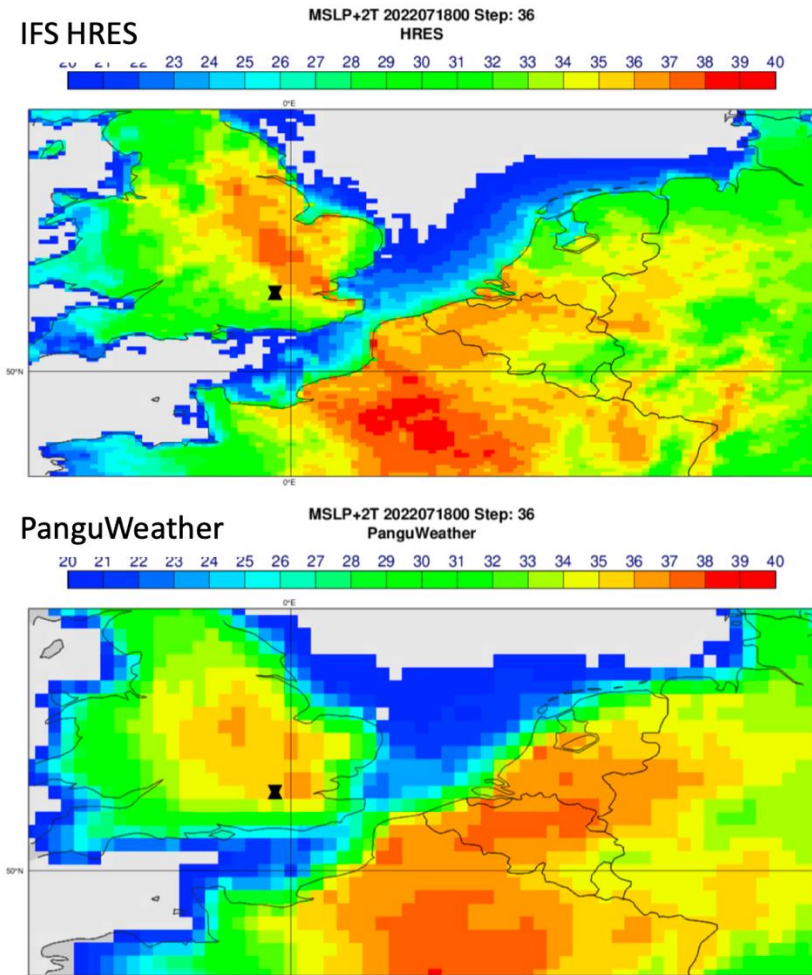 IFS HRES
MSLP+2T 2022071800 Step: 36
HRES
20 21 22 23 24 25 26 27 28 29 30 31 32 33 34 35 36 37 38 39 40
0°E
50°N
0°E
PanguWeather
MSLP+2T 2022071800 Step: 36
PanguWeather
20 21 22 23 24 25 26 27 28 29 30 31 32 33 34 35 36 37 38 39 40
0°E
50°N